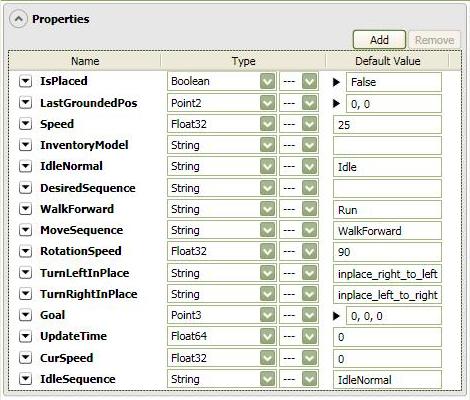 Properties
Add Remove
Name Type Default Value
IsPlaced Boolean --- False
LastGroundedPos Point2 --- 0, 0
Speed Float32 --- 25
InventoryModel String ---
IdleNormal String --- Idle
DesiredSequence String ---
WalkForward String --- Run
MoveSequence String --- WalkForward
RotationSpeed Float32 --- 90
TurnLeftInPlace String --- inplace_right_to_left
TurnRightInPlace String --- inplace_left_to_right
Goal Point3 --- 0, 0, 0
UpdateTime Float64 --- 0
CurSpeed Float32 --- 0
IdleSequence String --- IdleNormal